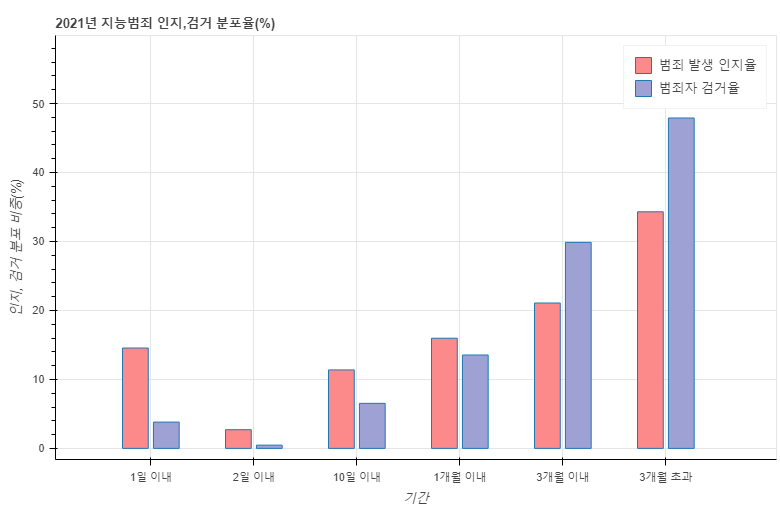 2021년 지능범죄 인지,검거 분포율(%)
범죄 발생 인지율
범죄자 검거율
인지, 검거 분포 비중(%)
50
40
30
20
10
0
1일 이내
2일 이내
10일 이내
1개월 이내
3개월 이내
3개월 초과
기간